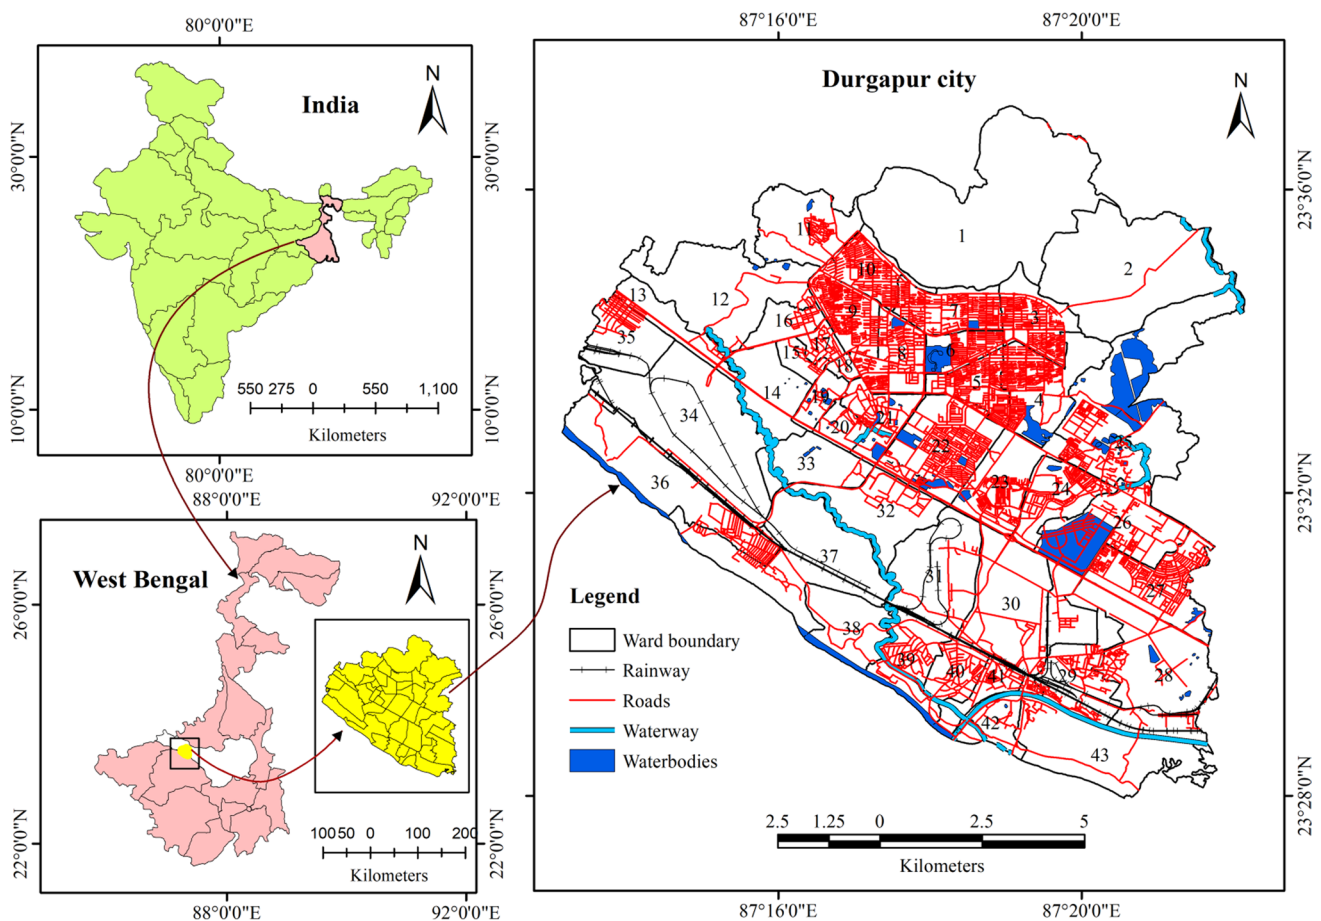 80°0'0"E
India
N
30°0'0"N
30°0'0"N
10°0'0"N
10°0'0"N
550 275 0 550 1,100
Kilometers
80°0'0"E
88°0'0"E
92°0'0"E
West Bengal
N
26°0'0"N
26°0'0"N
22°0'0"N
22°0'0"N
10050 0 100 200
Kilometers
88°0'0"E
92°0'0"E
87°16'0"E
87°20'0"E
Durgapur city
N
23°36'0"N
23°32'0"N
23°28'0"N
1
2
3
4
5
6
7
8
9
10
11
12
13
14
15
16
17
18
19
20
21
22
23
24
25
26
27
28
29
30
31
32
33
34
35
36
37
38
39
40
41
42
43
Legend
Ward boundary
Rainway
Roads
Waterway
Waterbodies
2.5 1.25 0 2.5 5
Kilometers
87°16'0"E
87°20'0"E